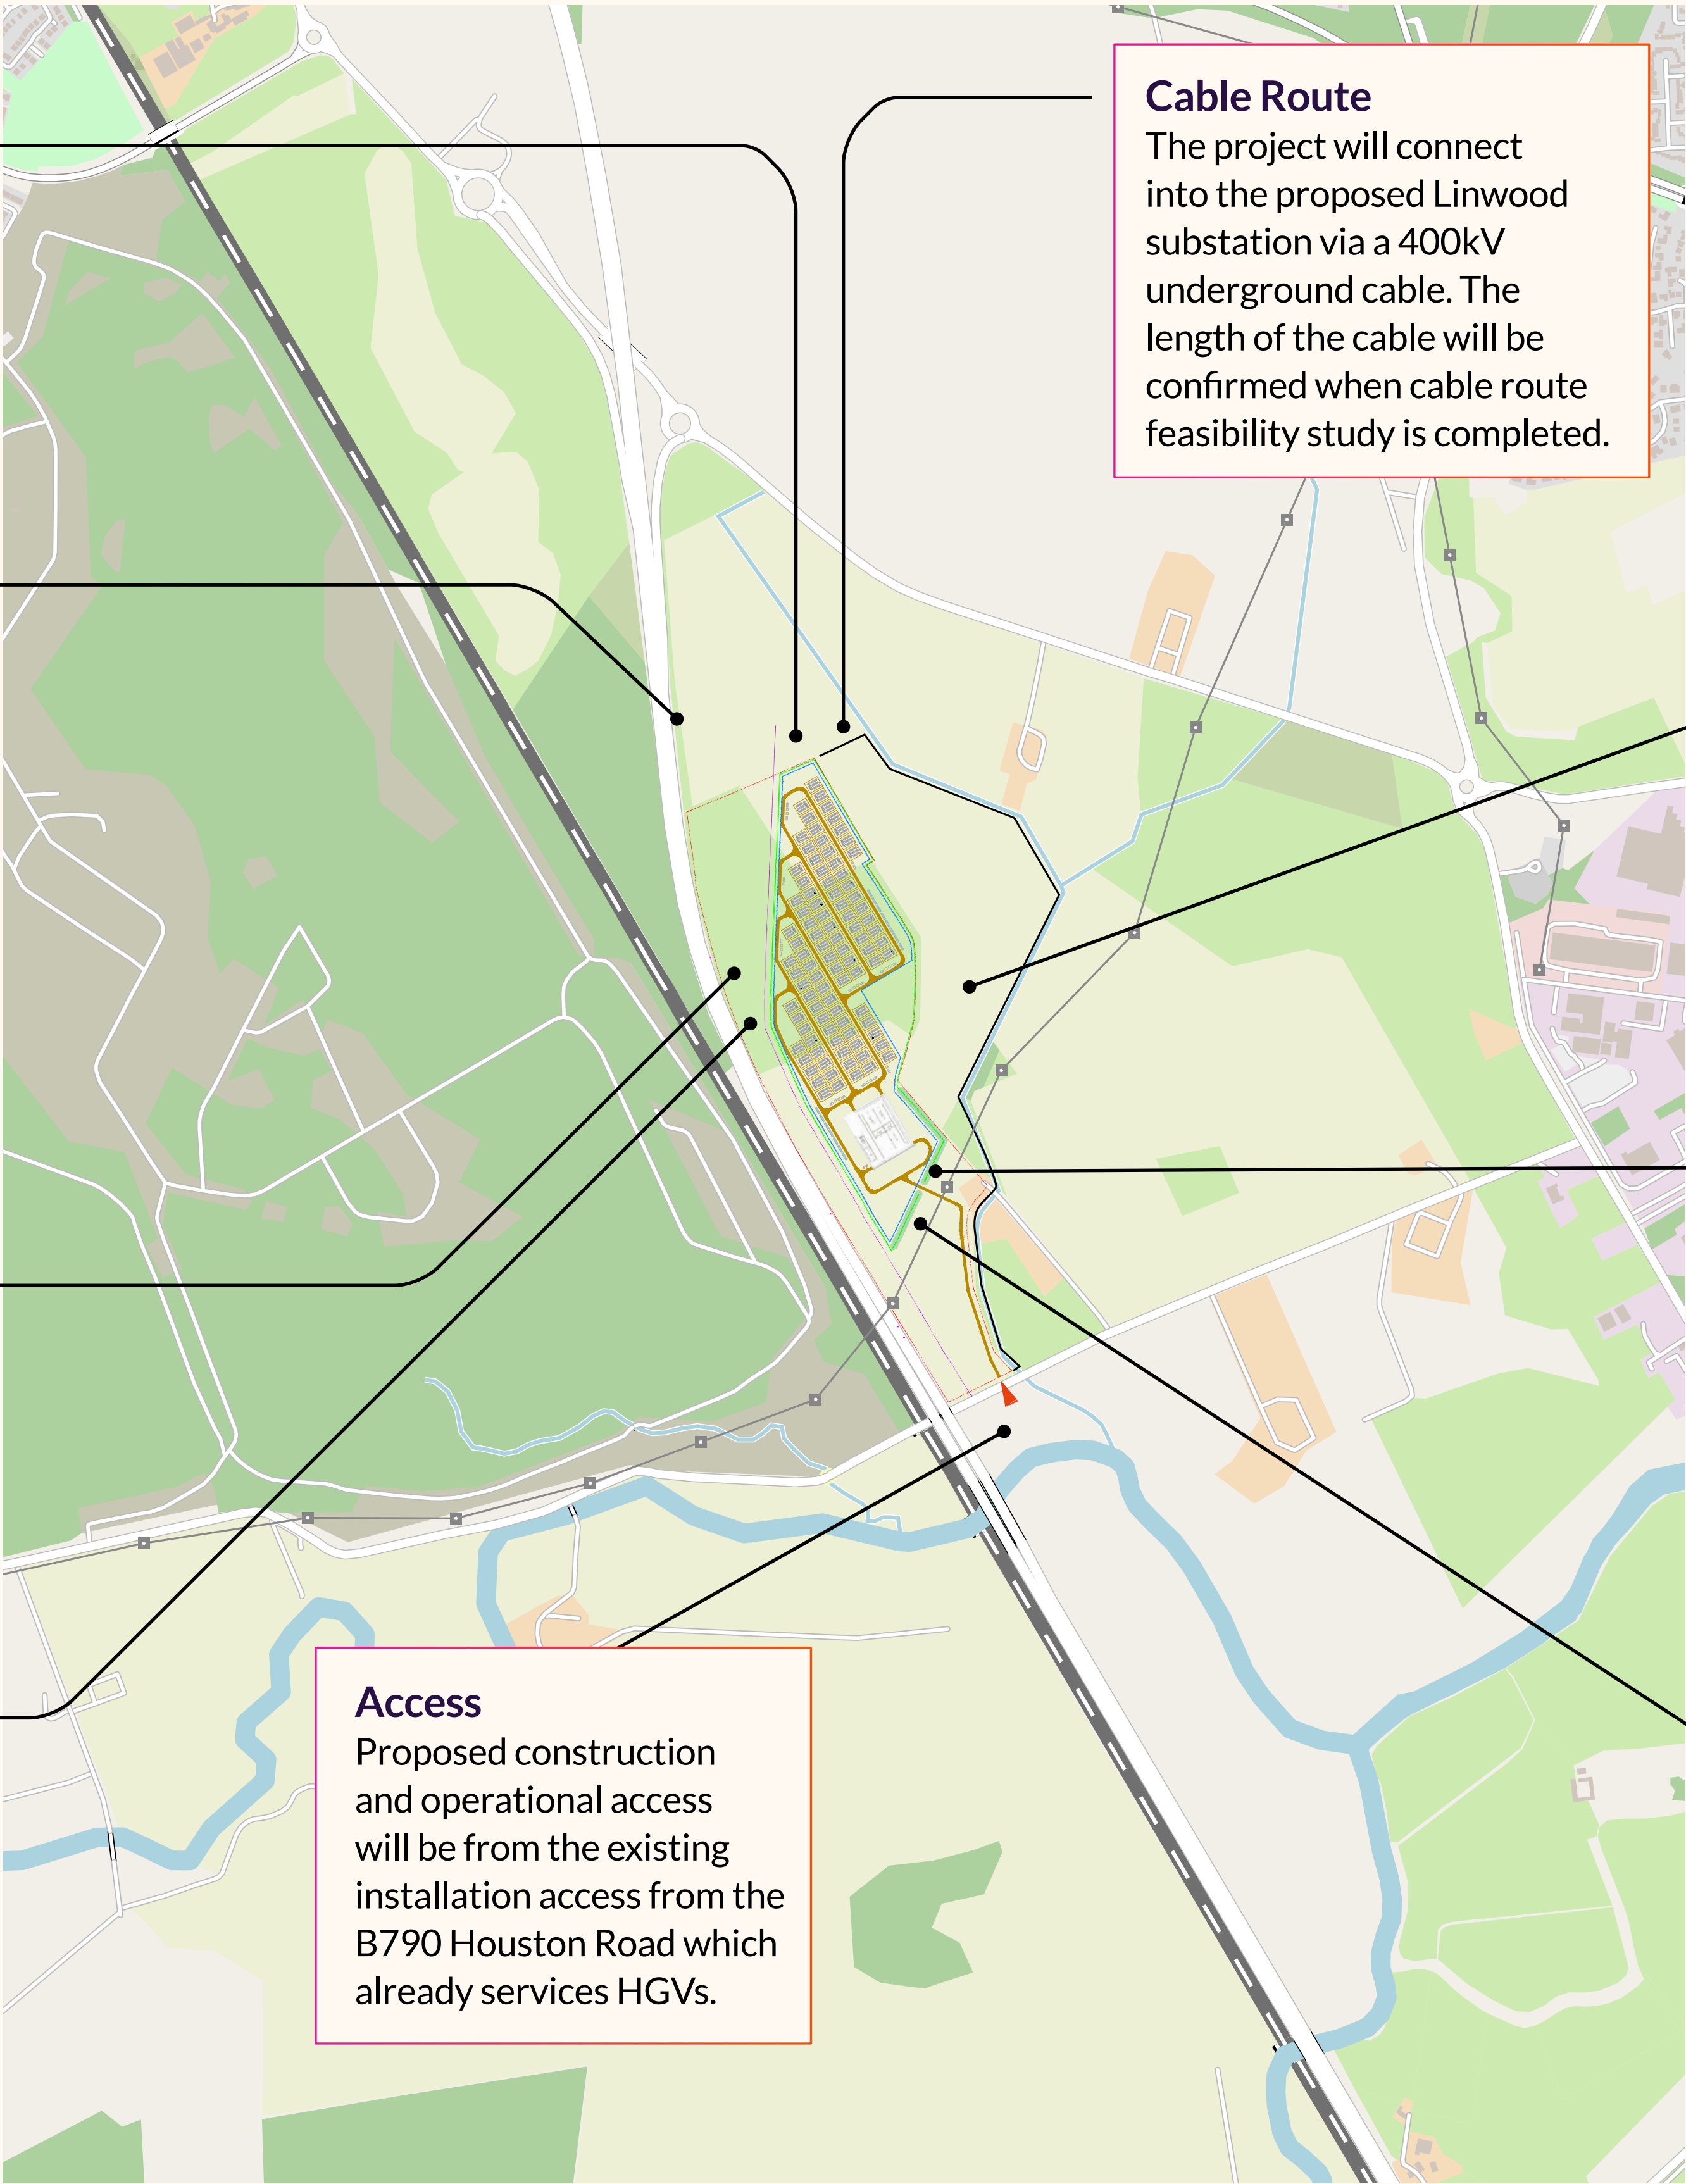 Cable Route
The project will connect
into the proposed Linwood
substation via a 400kV
underground cable. The
length of the cable will be
confirmed when cable route
feasibility study is completed.
Access
Proposed construction
and operational access
will be from the existing
installation access from the
B790 Houston Road which
already services HGVs.